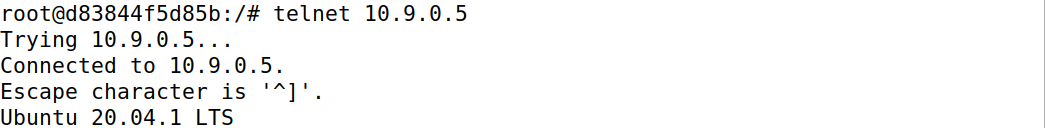 root@d83844f5d85b:/# telnet 10.9.0.5
Trying 10.9.0.5...
Connected to 10.9.0.5.
Escape character is '^]'.
Ubuntu 20.04.1 LTS